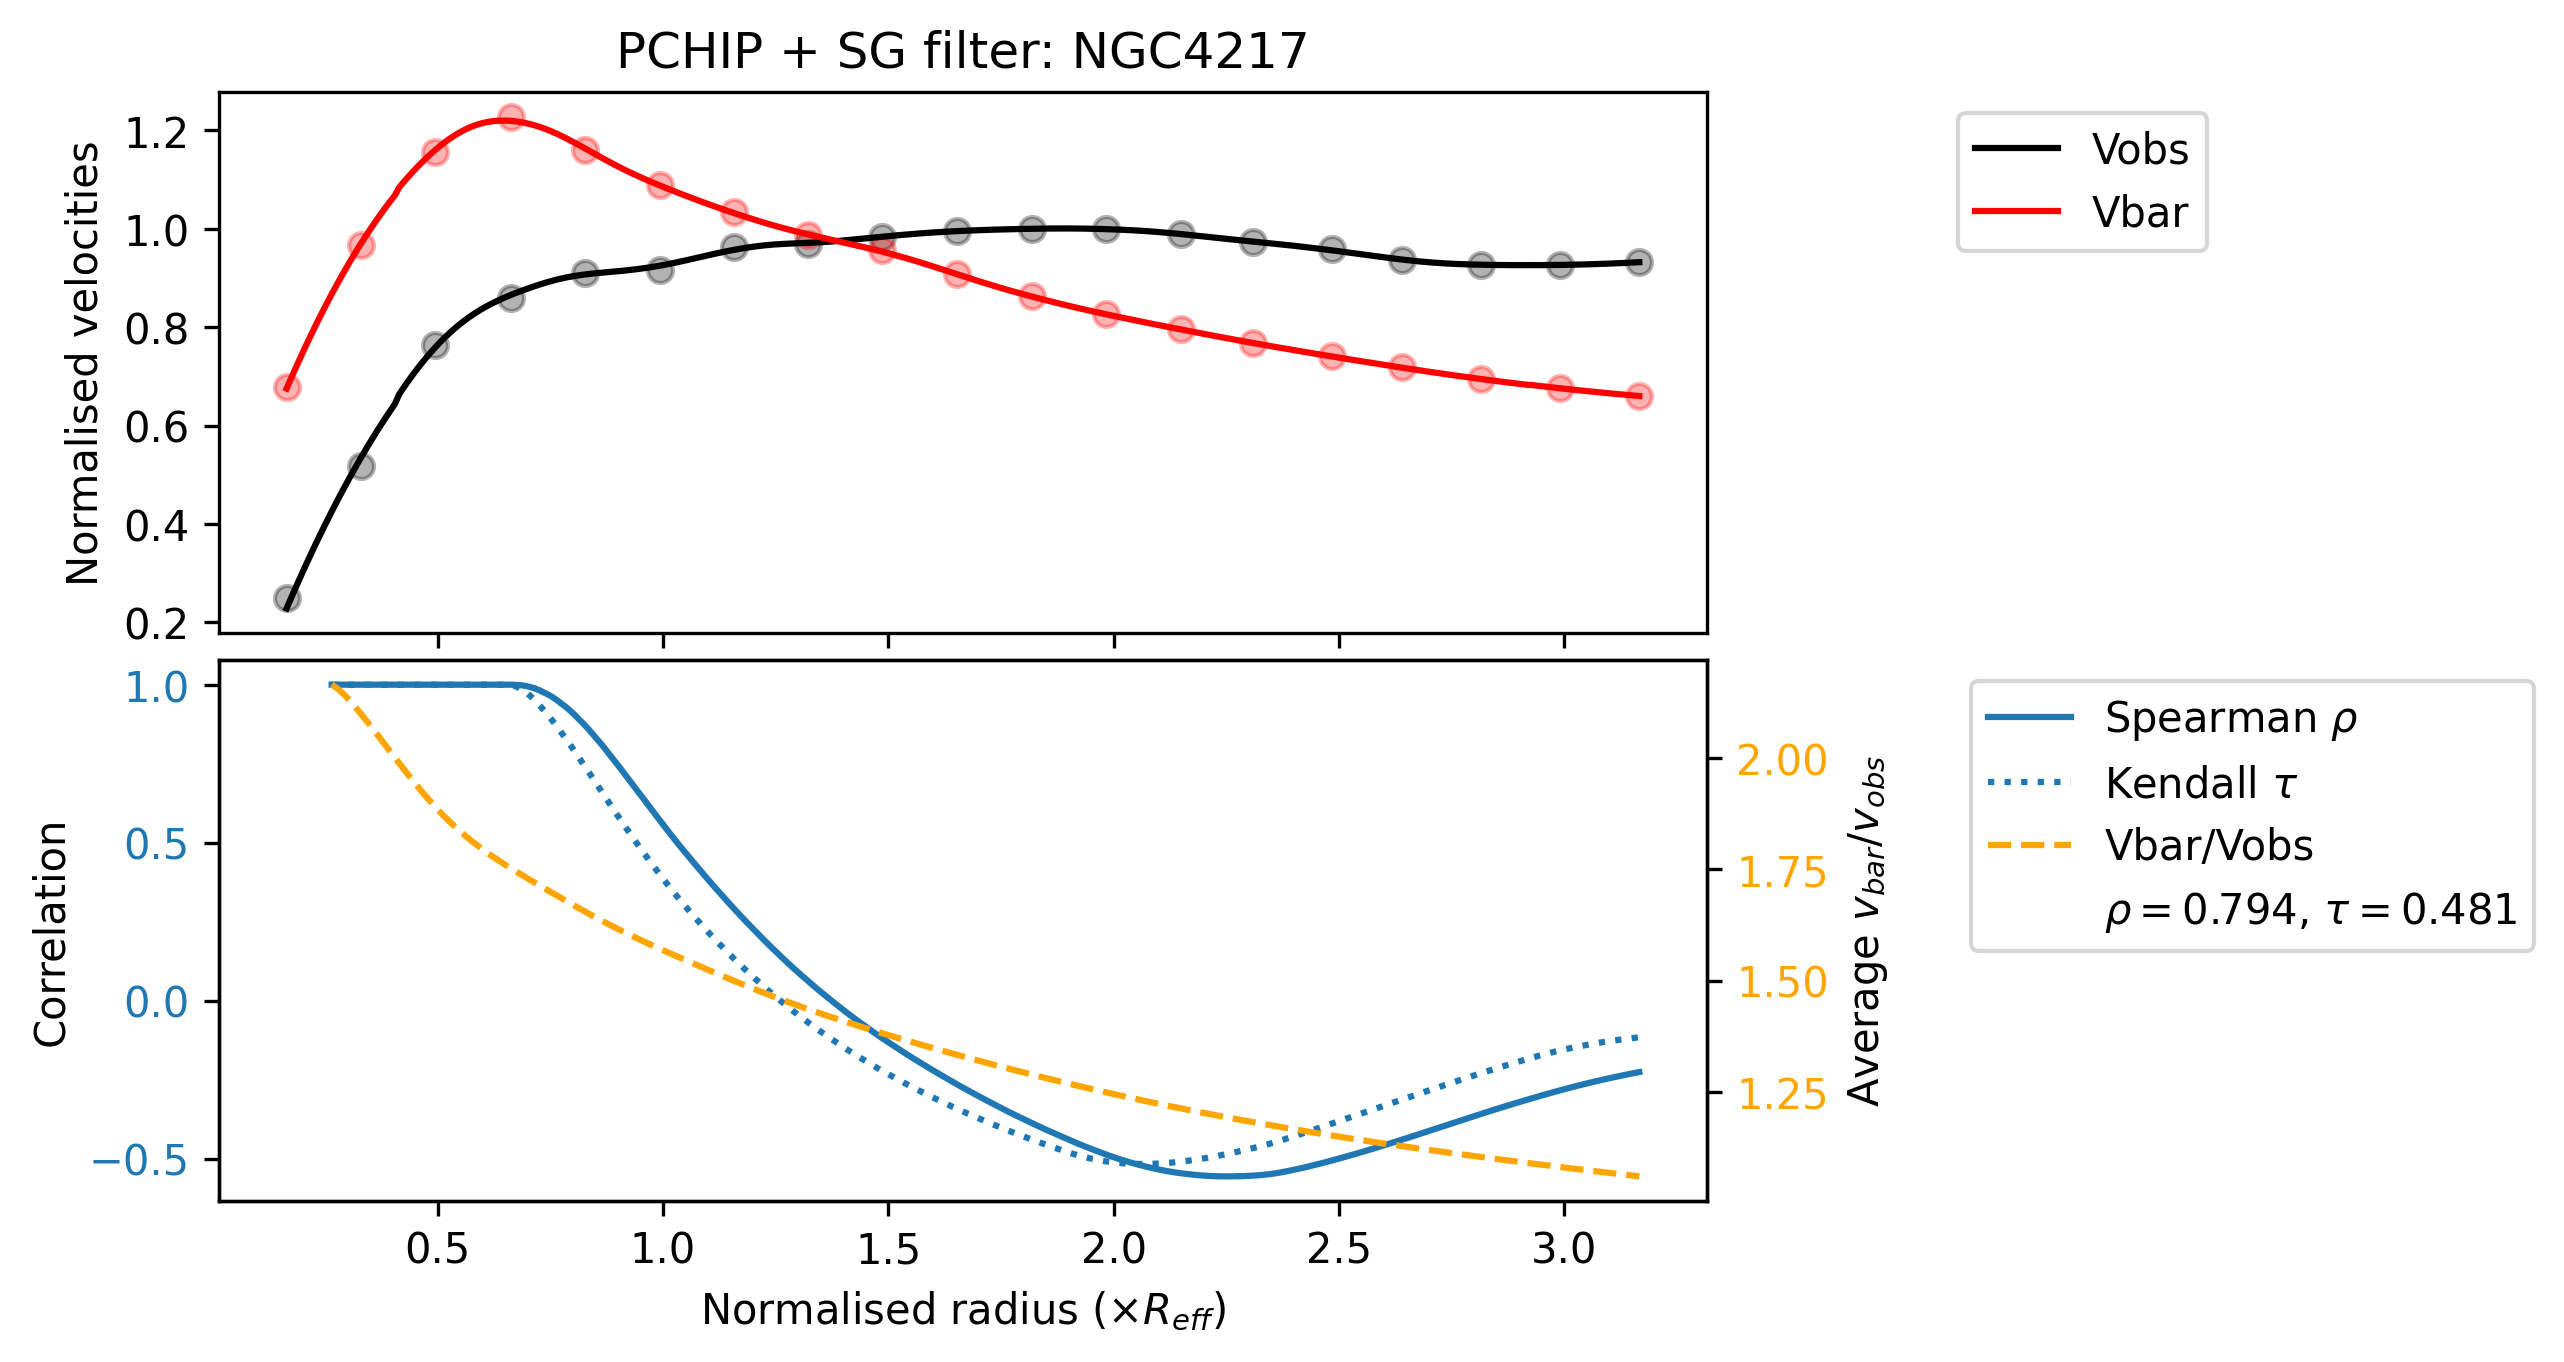 PCHIP + SG filter: NGC4217
Normalised velocities
1.2
1.0
0.8
0.6
0.4
0.2
Vobs
Vbar
Correlation
1.0
0.5
0.0
−0.5
2.00
1.75
1.50
1.25
Average v_bar/v_obs
Spearman ρ
Kendall τ
Vbar/Vobs
ρ = 0.794, τ = 0.481
0.5 1.0 1.5 2.0 2.5 3.0
Normalised radius (×R_eff)